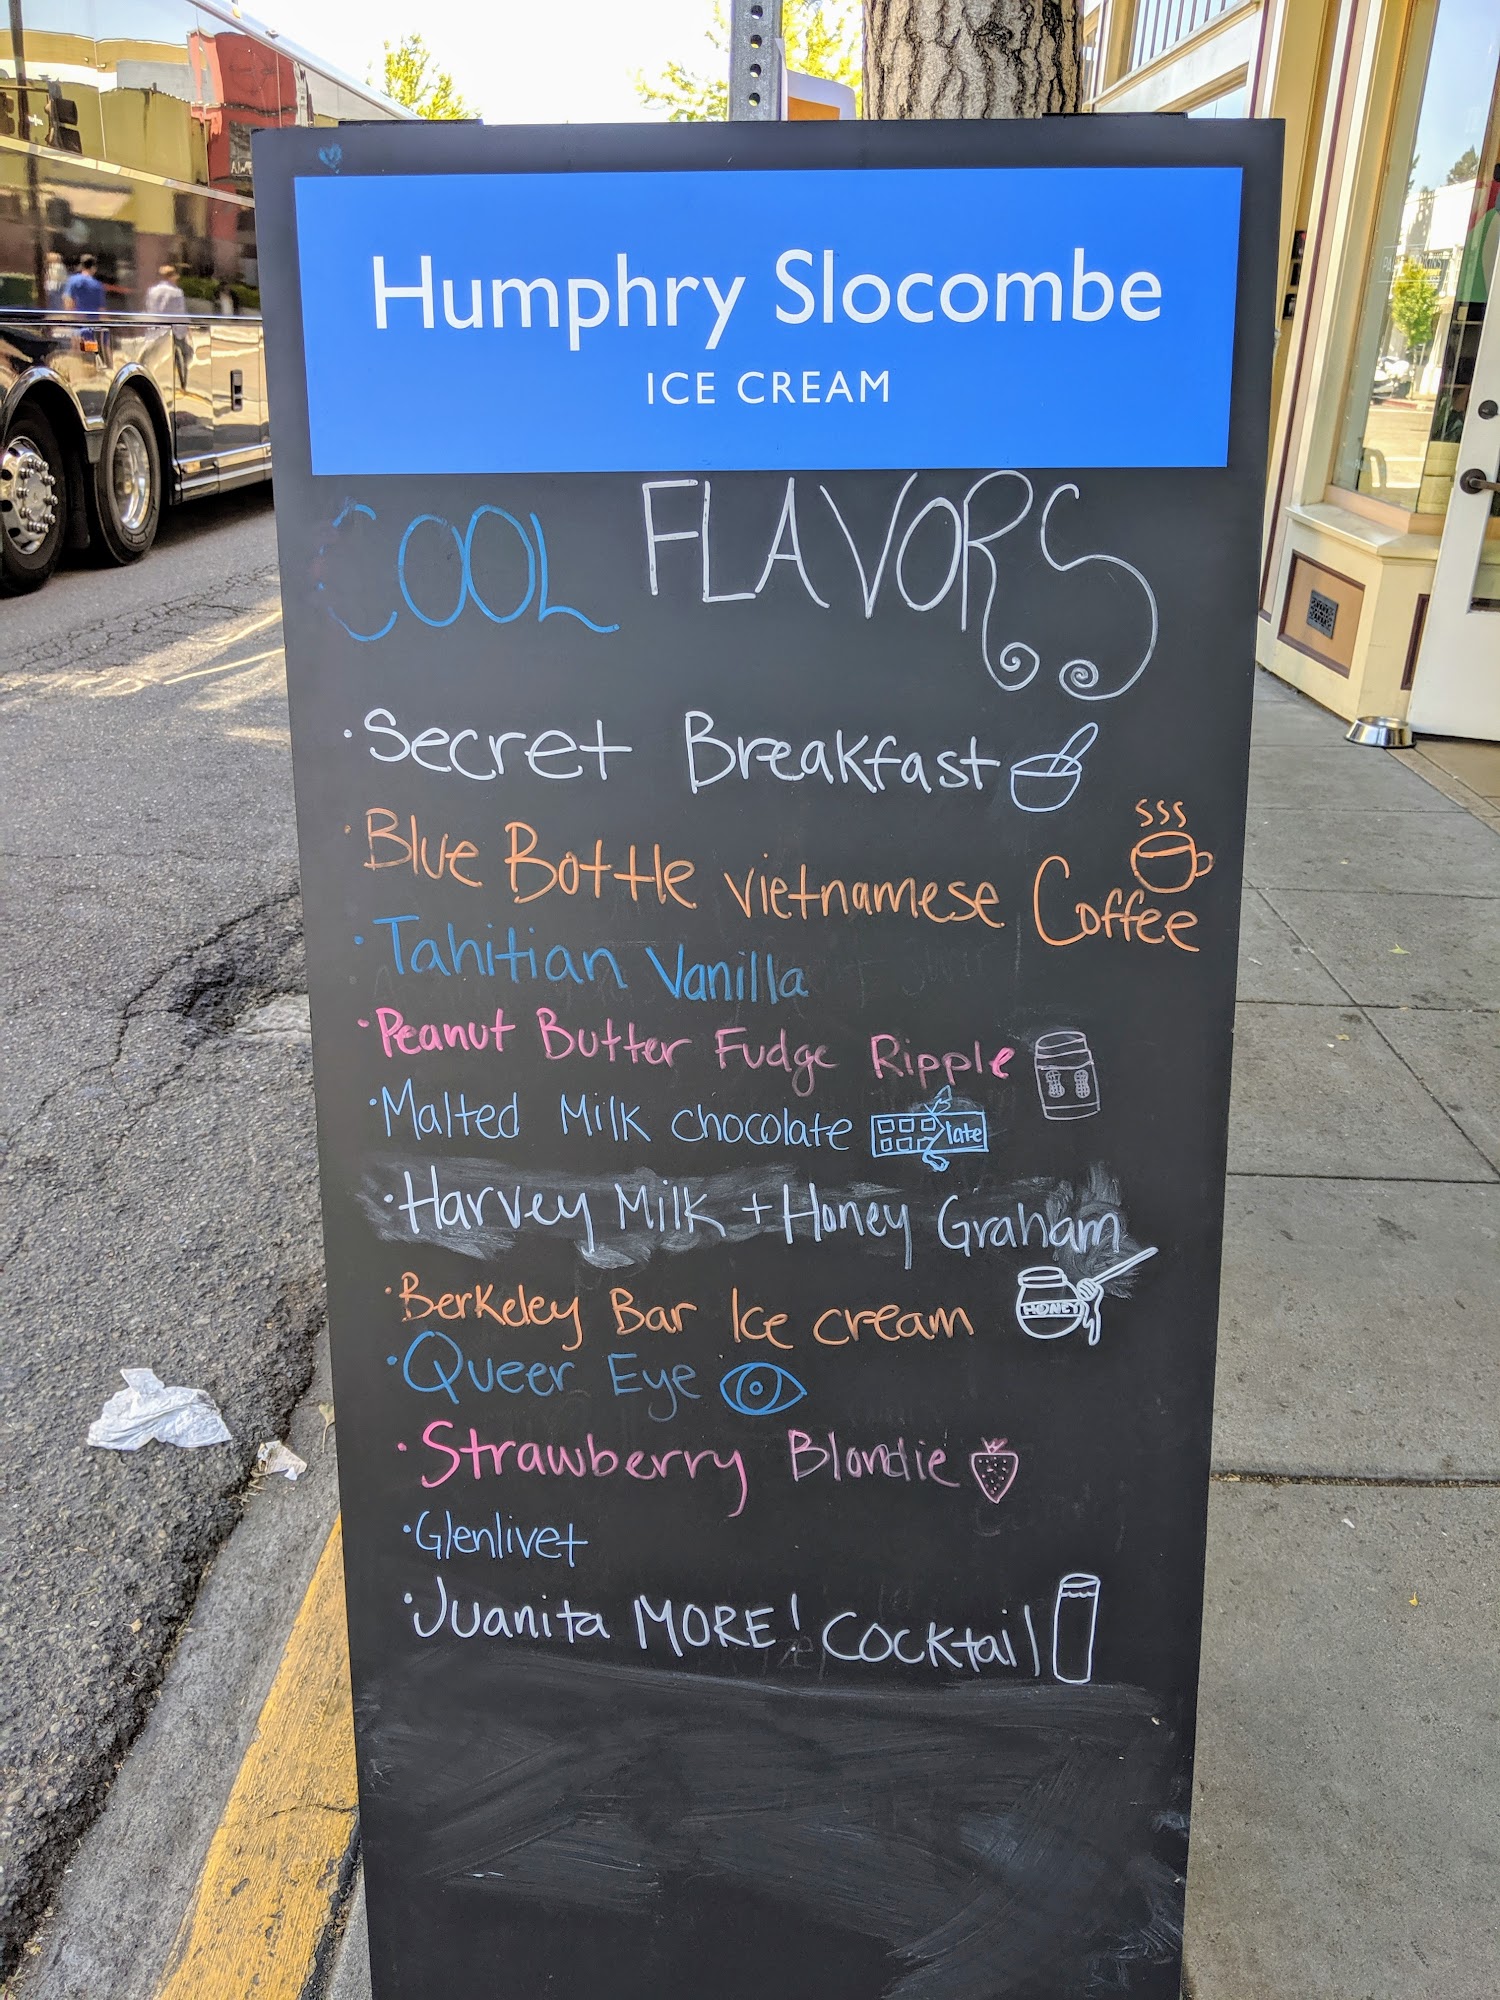 Humphry Slocombe
ICE CREAM
COOL FLAVORS
·Secret Breakfast
·Blue Bottle Vietnamese Coffee
·Tahitian Vanilla
·Peanut Butter Fudge Ripple
·Malted Milk chocolate
late
·Harvey Milk + Honey Graham
HONEY
·Berkeley Bar Ice cream
·Queer Eye
·Strawberry Blondie
·Glenlivet
·Juanita MORE! Cocktail